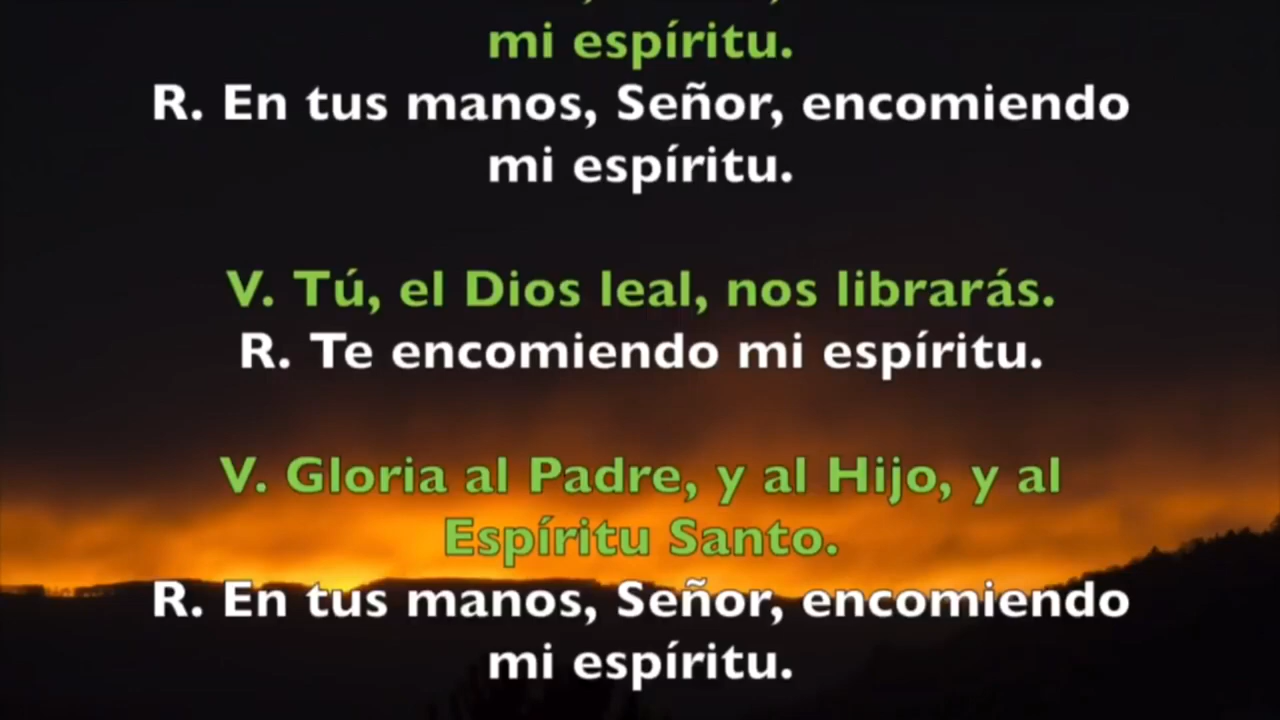 mi espíritu.
R. En tus manos, Señor, encomiendo
mi espíritu.
V. Tú, el Dios leal, nos librarás.
R. Te encomiendo mi espíritu.
V. Gloria al Padre, y al Hijo, y al
Espíritu Santo.
R. En tus manos, Señor, encomiendo
mi espíritu.